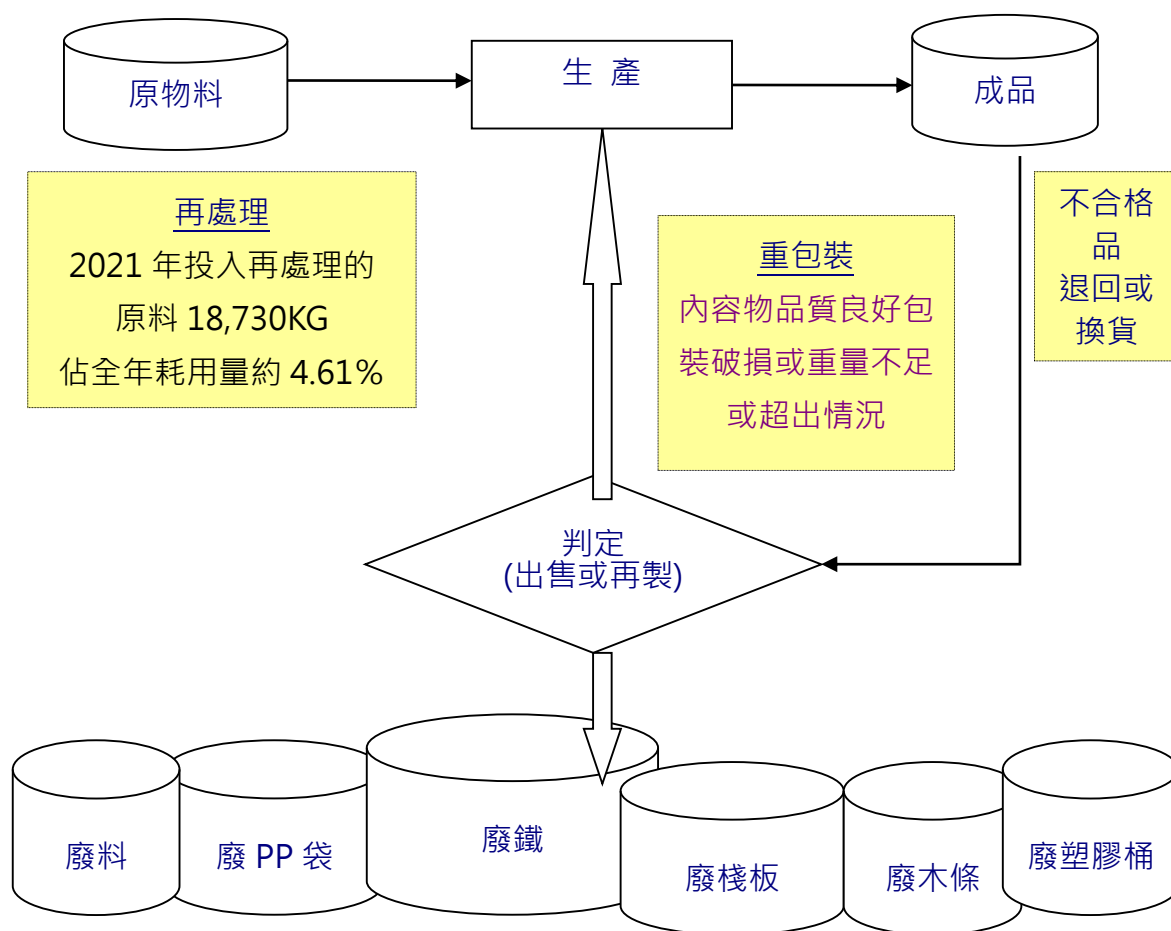 原物料
生 產
成品
再處理
2021 年投入再處理的
原料 18,730KG
佔全年耗用量約 4.61%
重包裝
內容物品質良好包
裝破損或重量不足
或超出情況
不合格
品
退回或
換貨
判定
(出售或再製)
廢料
廢 PP 袋
廢鐵
廢棧板
廢木條
廢塑膠桶